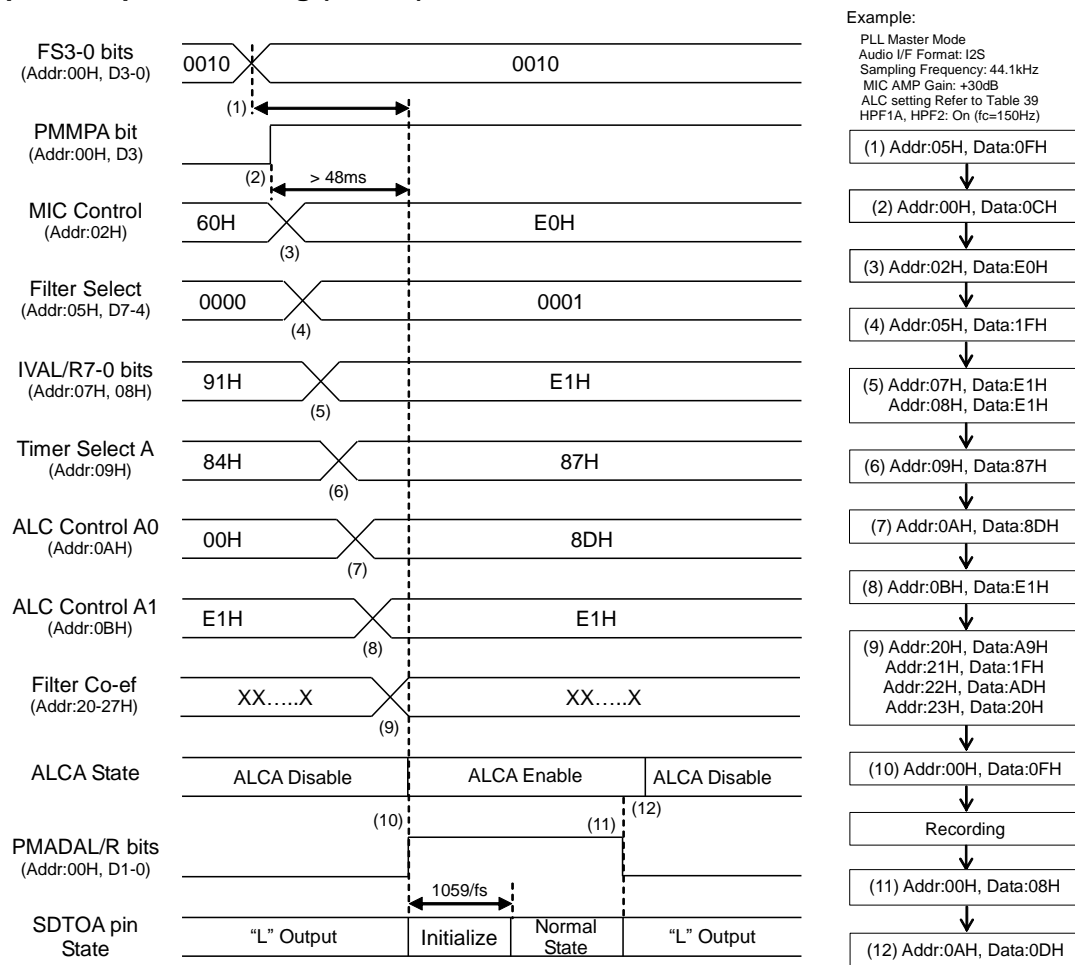 FS3-0 bits
(Addr:00H, D3-0)
0010
0010
(1)
PMMPA bit
(Addr:00H, D3)
(2)
> 48ms
MIC Control
(Addr:02H)
60H
E0H
(3)
Filter Select
(Addr:05H, D7-4)
0000
0001
(4)
IVAL/R7-0 bits
(Addr:07H, 08H)
91H
E1H
(5)
Timer Select A
(Addr:09H)
84H
87H
(6)
ALC Control A0
(Addr:0AH)
00H
8DH
(7)
ALC Control A1
(Addr:0BH)
E1H
E1H
(8)
Filter Co-ef
(Addr:20-27H)
XX…..X
XX…..X
(9)
ALCA State
ALCA Disable
ALCA Enable
ALCA Disable
(10)
(11)
(12)
PMADAL/R bits
(Addr:00H, D1-0)
1059/fs
SDTOA pin
State
“L” Output
Initialize
Normal
State
“L” Output
Example:
PLL Master Mode
Audio I/F Format: I2S
Sampling Frequency: 44.1kHz
MIC AMP Gain: +30dB
ALC setting Refer to Table 39
HPF1A, HPF2: On (fc=150Hz)
(1) Addr:05H, Data:0FH
(2) Addr:00H, Data:0CH
(3) Addr:02H, Data:E0H
(4) Addr:05H, Data:1FH
(5) Addr:07H, Data:E1H
Addr:08H, Data:E1H
(6) Addr:09H, Data:87H
(7) Addr:0AH, Data:8DH
(8) Addr:0BH, Data:E1H
(9) Addr:20H, Data:A9H
Addr:21H, Data:1FH
Addr:22H, Data:ADH
Addr:23H, Data:20H
(10) Addr:00H, Data:0FH
Recording
(11) Addr:00H, Data:08H
(12) Addr:0AH, Data:0DH